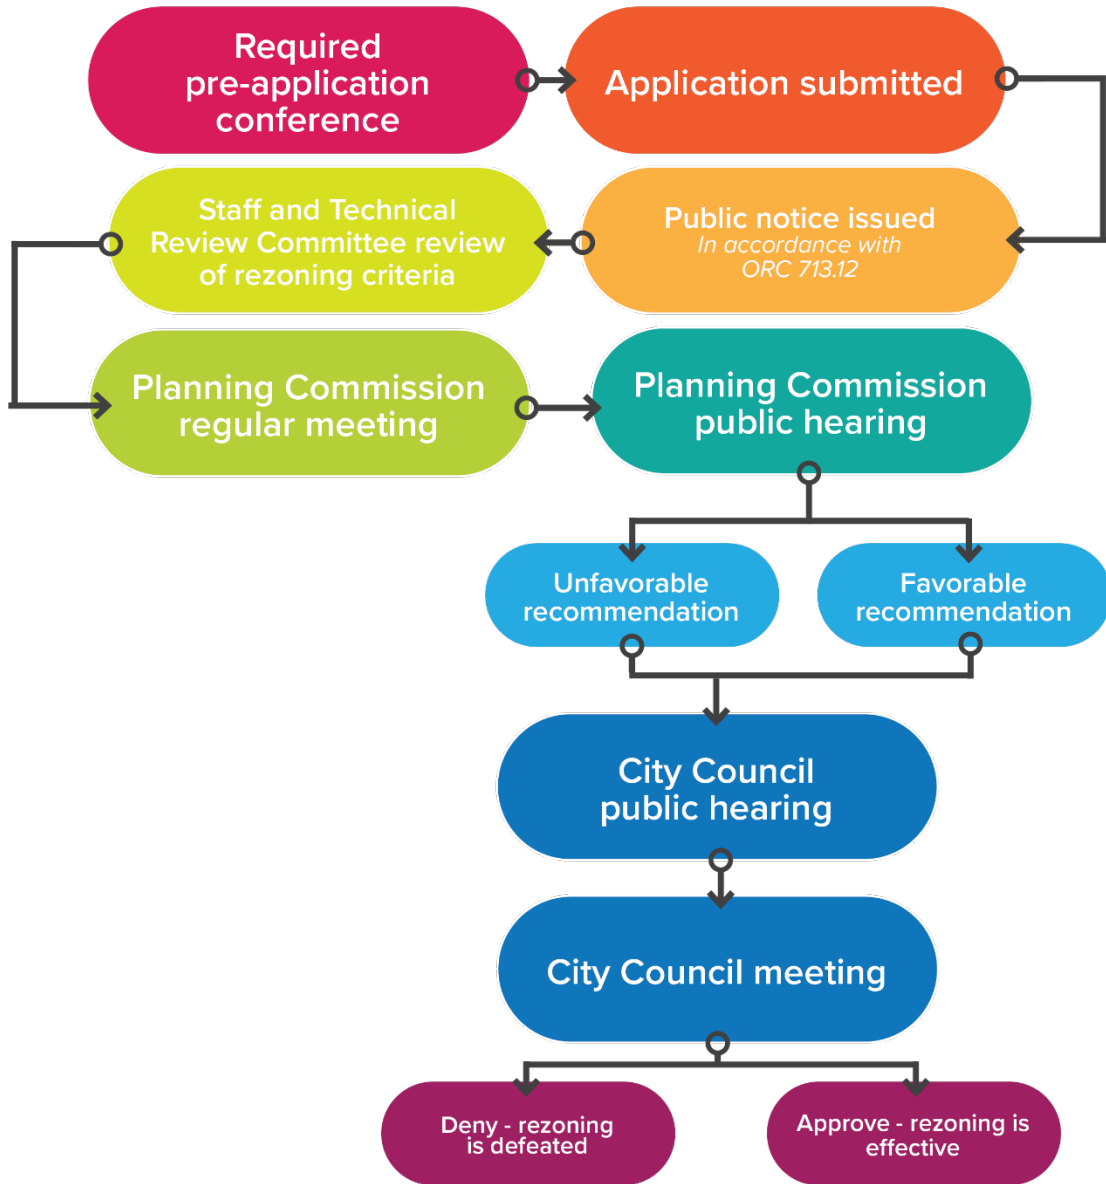 Required
pre-application
conference
Application submitted
Public notice issued
In accordance with
ORC 713.12
Staff and Technical
Review Committee review
of rezoning criteria
Planning Commission
regular meeting
Planning Commission
public hearing
Unfavorable
recommendation
Favorable
recommendation
City Council
public hearing
City Council meeting
Deny - rezoning
is defeated
Approve - rezoning is
effective